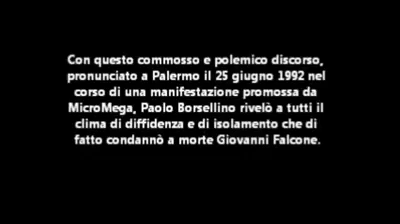 Con questo commosso e polemico discorso,
pronunciato a Palermo il 25 giugno 1992 nel
corso di una manifestazione promossa da
MicroMega, Paolo Borsellino rivelò a tutti il
clima di diffidenza e di isolamento che di
fatto condannò a morte Giovanni Falcone.